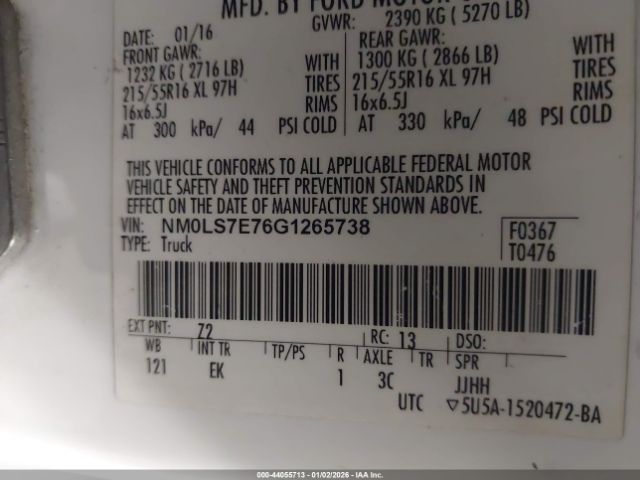 MFD. BY FORD MOTOR
GVWR: 2390 KG ( 5270 LB)
DATE: 01/16
FRONT GAWR: REAR GAWR:
1232 KG ( 2716 LB) WITH 1300 KG ( 2866 LB) WITH
215/55R16 XL 97H TIRES 215/55R16 XL 97H TIRES
16x6.5J RIMS 16x6.5J RIMS
AT 300 kPa/ 44 PSI COLD AT 330 kPa/ 48 PSI COLD
THIS VEHICLE CONFORMS TO ALL APPLICABLE FEDERAL MOTOR
VEHICLE SAFETY AND THEFT PREVENTION STANDARDS IN
EFFECT ON THE DATE OF MANUFACTURE SHOWN ABOVE.
VIN: NM0LS7E76G1265738 F0367
TYPE: Truck T0476
EXT PNT: Z2 RC: 13 DSO:
WB INT TR TP/PS R AXLE TR SPR
121 EK 1 3C JJHH
UTC ▽5U5A-1520472-BA
000-44055713 - 01/02/2026 - IAA Inc.